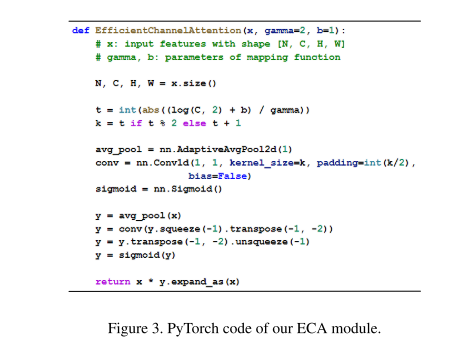 def EfficientChannelAttention(x, gamma=2, b=1):
# x: input features with shape [N, C, H, W]
# gamma, b: parameters of mapping function
N, C, H, W = x.size()
t = int(abs((log(C, 2) + b) / gamma))
k = t if t % 2 else t + 1
avg_pool = nn.AdaptiveAvgPool2d(1)
conv = nn.Conv1d(1, 1, kernel_size=k, padding=int(k/2),
bias=False)
sigmoid = nn.Sigmoid()
y = avg_pool(x)
y = conv(y.squeeze(-1).transpose(-1, -2))
y = y.transpose(-1, -2).unsqueeze(-1)
y = sigmoid(y)
return x * y.expand_as(x)
Figure 3. PyTorch code of our ECA module.